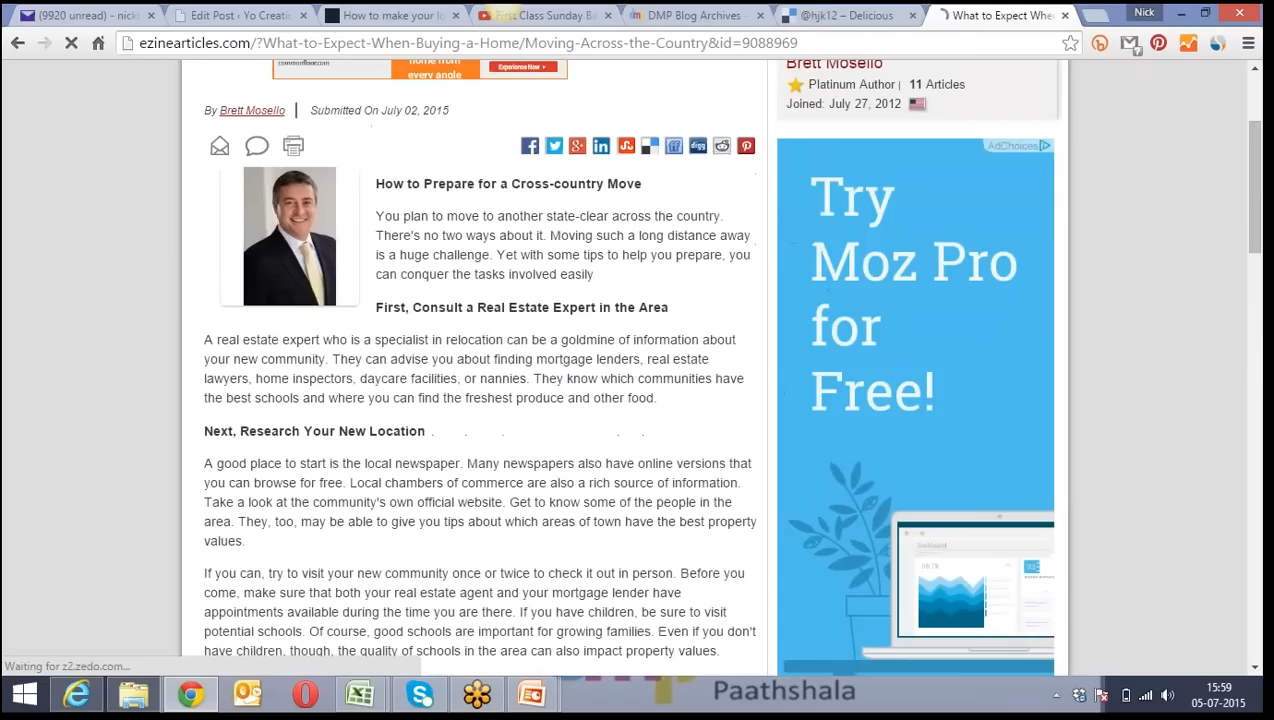 (9920 unread) - nicks
Edit Post ‹ Yo Creatio
How to make your lo
First Class Sunday Ba
DMP Blog Archives -
@hjk12 – Delicious
What to Expect Whe
Nick
ezinearticles.com/?What-to-Expect-When-Buying-a-Home/Moving-Across-the-Country&id=9088969
commonfloor.com
home from
every angle
Experience Now ►
Brett Mosello
Platinum Author | 11 Articles
Joined: July 27, 2012
By Brett Mosello | Submitted On July 02, 2015
digg
AdChoices
Try
Moz Pro
for
Free!
How to Prepare for a Cross-country Move
You plan to move to another state-clear across the country.
There's no two ways about it. Moving such a long distance away
is a huge challenge. Yet with some tips to help you prepare, you
can conquer the tasks involved easily
First, Consult a Real Estate Expert in the Area
A real estate expert who is a specialist in relocation can be a goldmine of information about
your new community. They can advise you about finding mortgage lenders, real estate
lawyers, home inspectors, daycare facilities, or nannies. They know which communities have
the best schools and where you can find the freshest produce and other food.
Next, Research Your New Location
A good place to start is the local newspaper. Many newspapers also have online versions that
you can browse for free. Local chambers of commerce are also a rich source of information.
Take a look at the community's own official website. Get to know some of the people in the
area. They, too, may be able to give you tips about which areas of town have the best property
values.
If you can, try to visit your new community once or twice to check it out in person. Before you
come, make sure that both your real estate agent and your mortgage lender have
appointments available during the time you are there. If you have children, be sure to visit
potential schools. Of course, good schools are important for growing families. Even if you don't
have children, though, the quality of schools in the area can also impact property values.
Dashboard
Waiting for z2.zedo.com...
Paathshala
15:59
05-07-2015